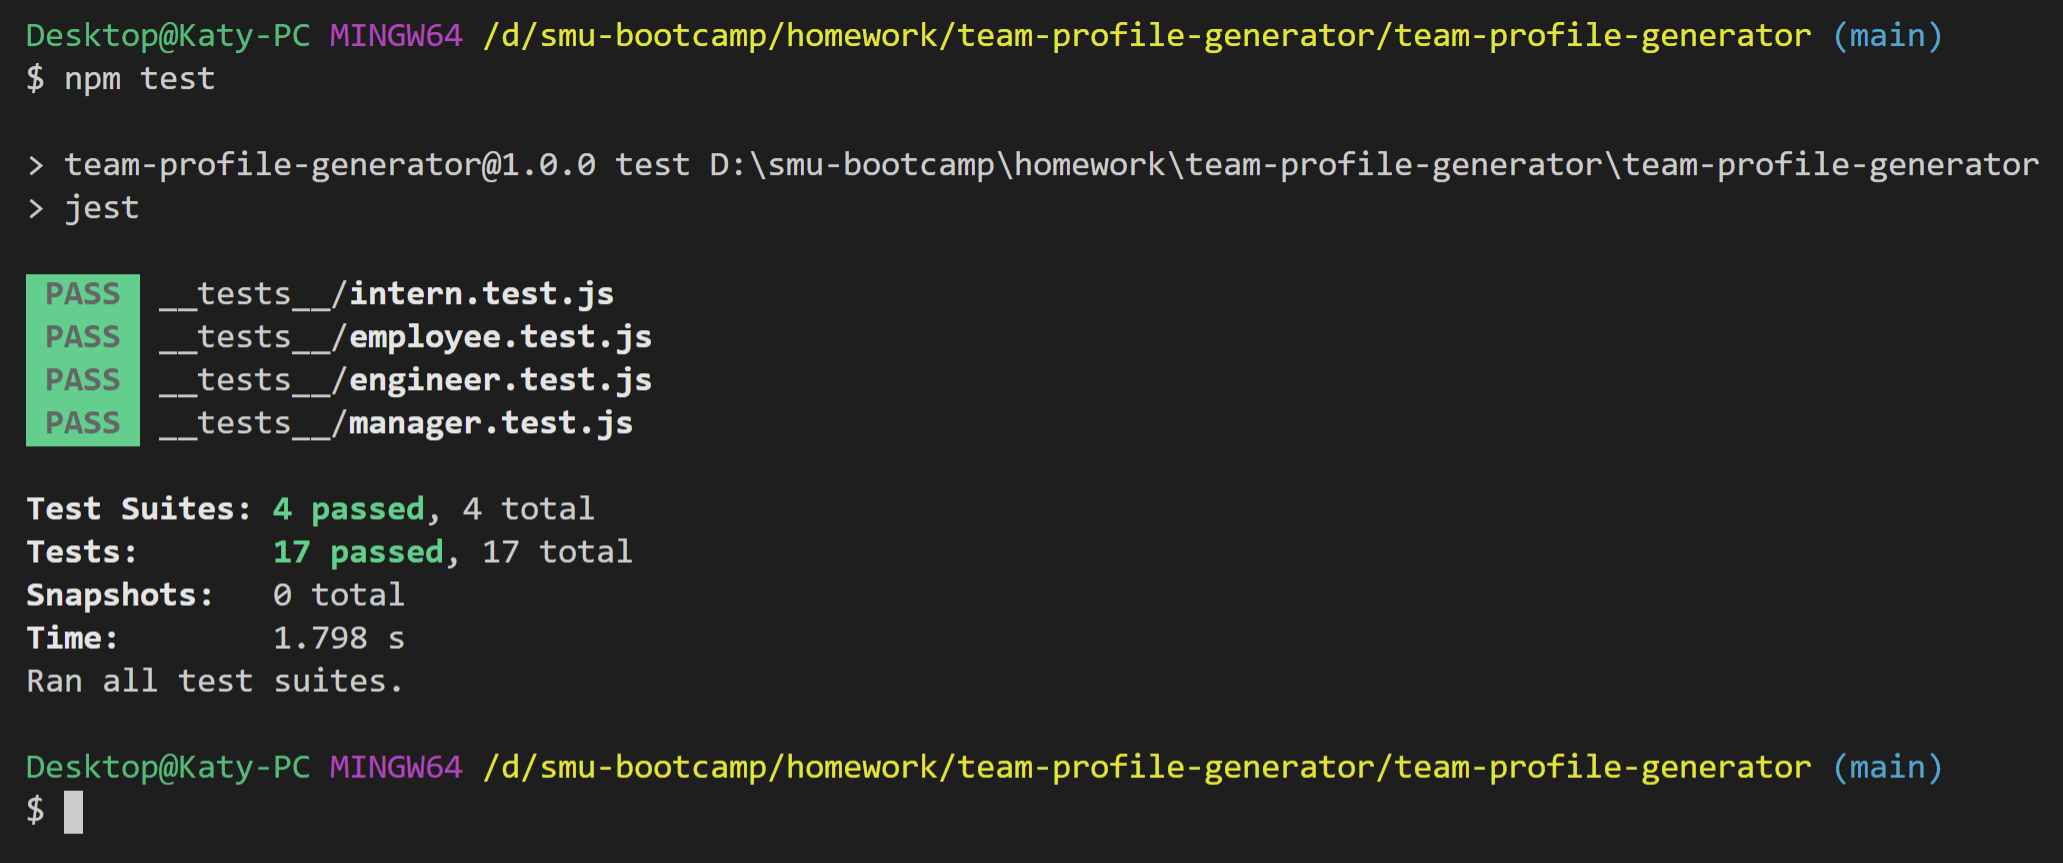 Desktop@Katy-PC MINGW64 /d/smu-bootcamp/homework/team-profile-generator/team-profile-generator (main)
$ npm test
> team-profile-generator@1.0.0 test D:\smu-bootcamp\homework\team-profile-generator\team-profile-generator
> jest
PASS __tests__/intern.test.js
PASS __tests__/employee.test.js
PASS __tests__/engineer.test.js
PASS __tests__/manager.test.js
Test Suites: 4 passed, 4 total
Tests: 17 passed, 17 total
Snapshots: 0 total
Time: 1.798 s
Ran all test suites.
Desktop@Katy-PC MINGW64 /d/smu-bootcamp/homework/team-profile-generator/team-profile-generator (main)
$